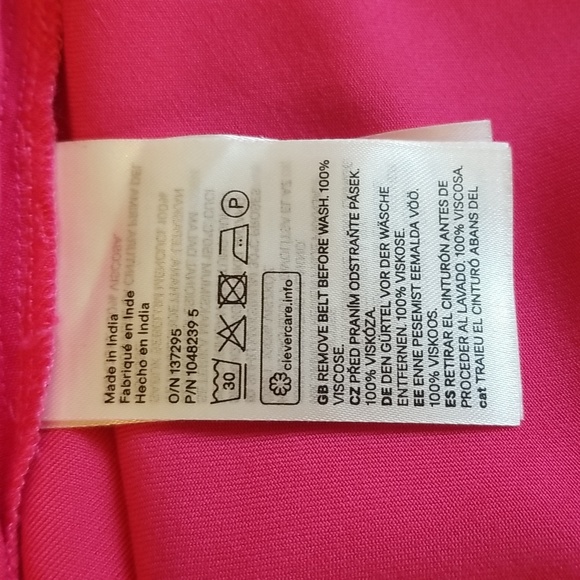 Made in India
Fabriqué en Inde
Hecho en India
O/N 137295
P/N 1048239 5
30
P
clevercare.info
GB REMOVE BELT BEFORE WASH. 100%
VISCOSE.
CZ PŘED PRANÍM ODSTRAŇTE PÁSEK.
100% VISKÓZA.
DE DEN GÜRTEL VOR DER WÄSCHE
ENTFERNEN. 100% VISKOSE.
EE ENNE PESEMIST EEMALDA VÖÖ.
100% VISKOOS.
ES RETIRAR EL CINTURÓN ANTES DE
PROCEDER AL LAVADO. 100% VISCOSA.
cat TRAIEU EL CINTURÓ ABANS DEL